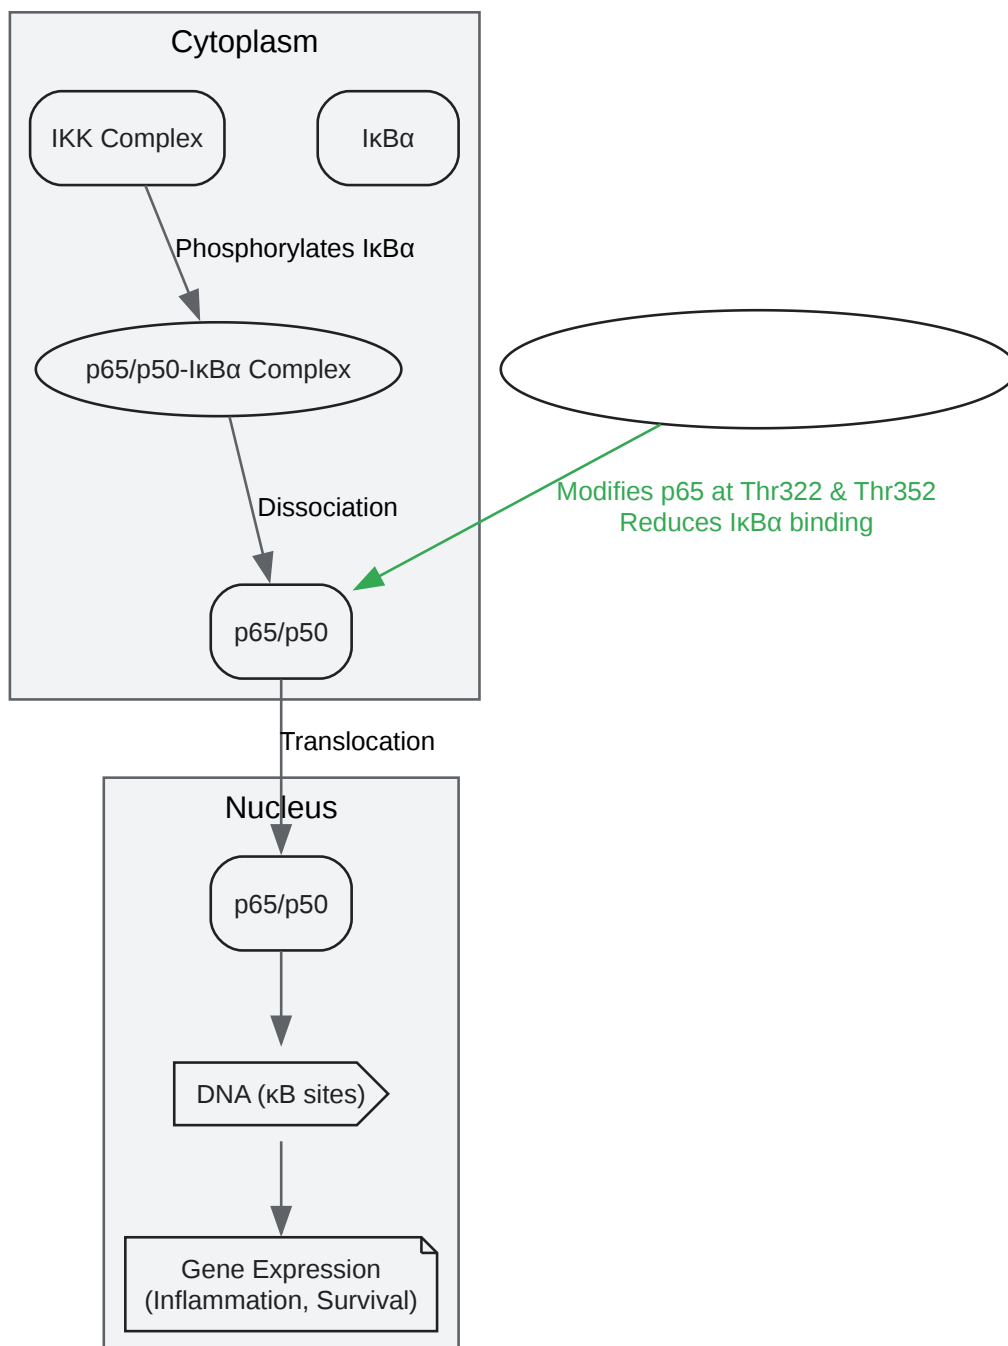 Cytoplasm
IKK Complex
IκBα
Phosphorylates IκBα
p65/p50-IκBα Complex
Dissociation
Modifies p65 at Thr322 & Thr352
Reduces IκBα binding
p65/p50
Translocation
Nucleus
p65/p50
DNA (κB sites)
Gene Expression
(Inflammation, Survival)